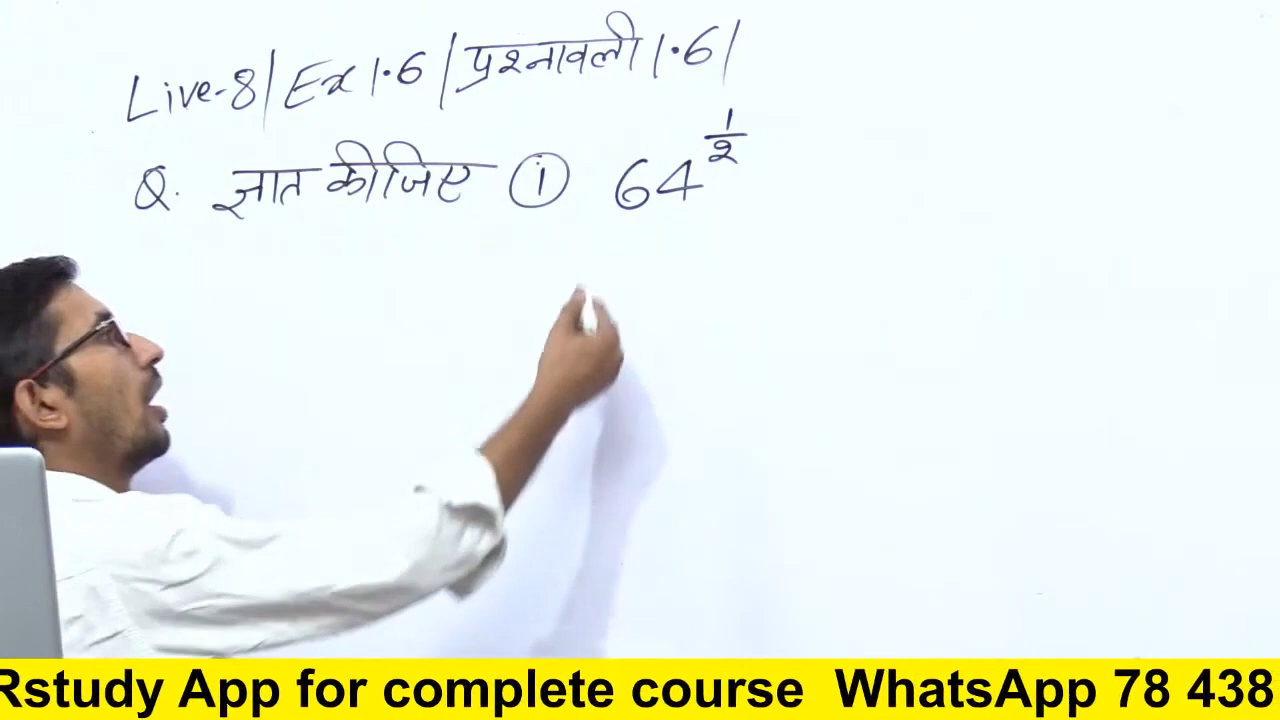 Live-8| Ex 1.6 | प्रश्नावली 1.6 |
Q. ज्ञात कीजिए (i) 64^1/2
Rstudy App for complete course WhatsApp 78 438